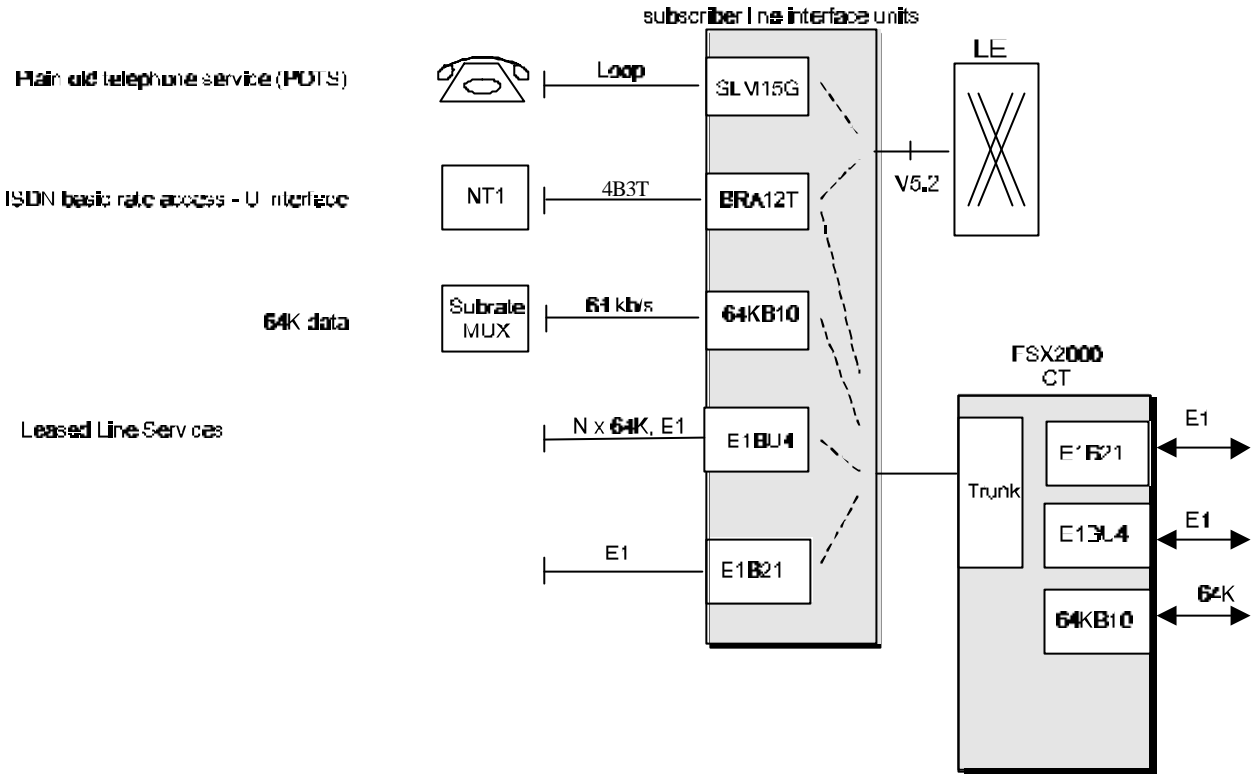 subscriber line interface units
LE
Plain old telephone service (POTS)
Loop
SLM15G
V5.2
ISDN basic rate access - U interface
NT1
4B3T
BRA12T
64K data
Subrate
MUX
64 kb/s
64KB10
FSX2000
CT
Leased Line Services
N x 64K, E1
E1BU4
Trunk
E1B21
E1
E1BU4
E1
E1
E1B21
64KB10
64K